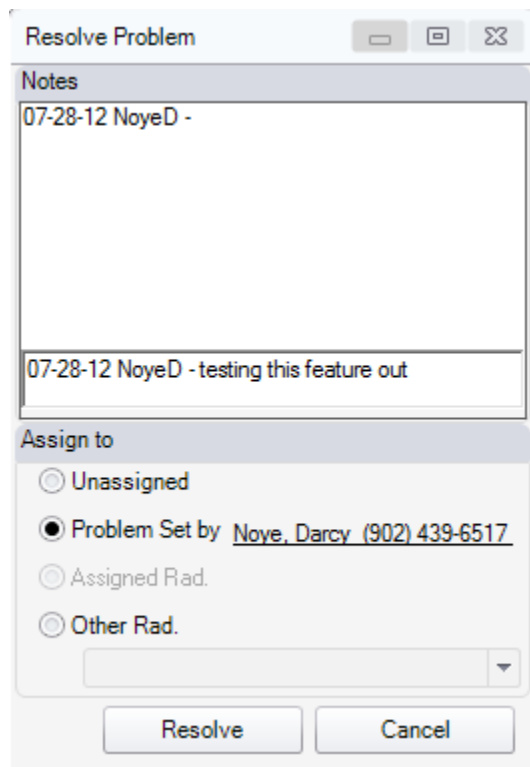 Resolve Problem
Notes
07-28-12 NoyeD -
07-28-12 NoyeD - testing this feature out
Assign to
Unassigned
Problem Set by Noye, Darcy (902) 439-6517
Assigned Rad.
Other Rad.
Resolve Cancel